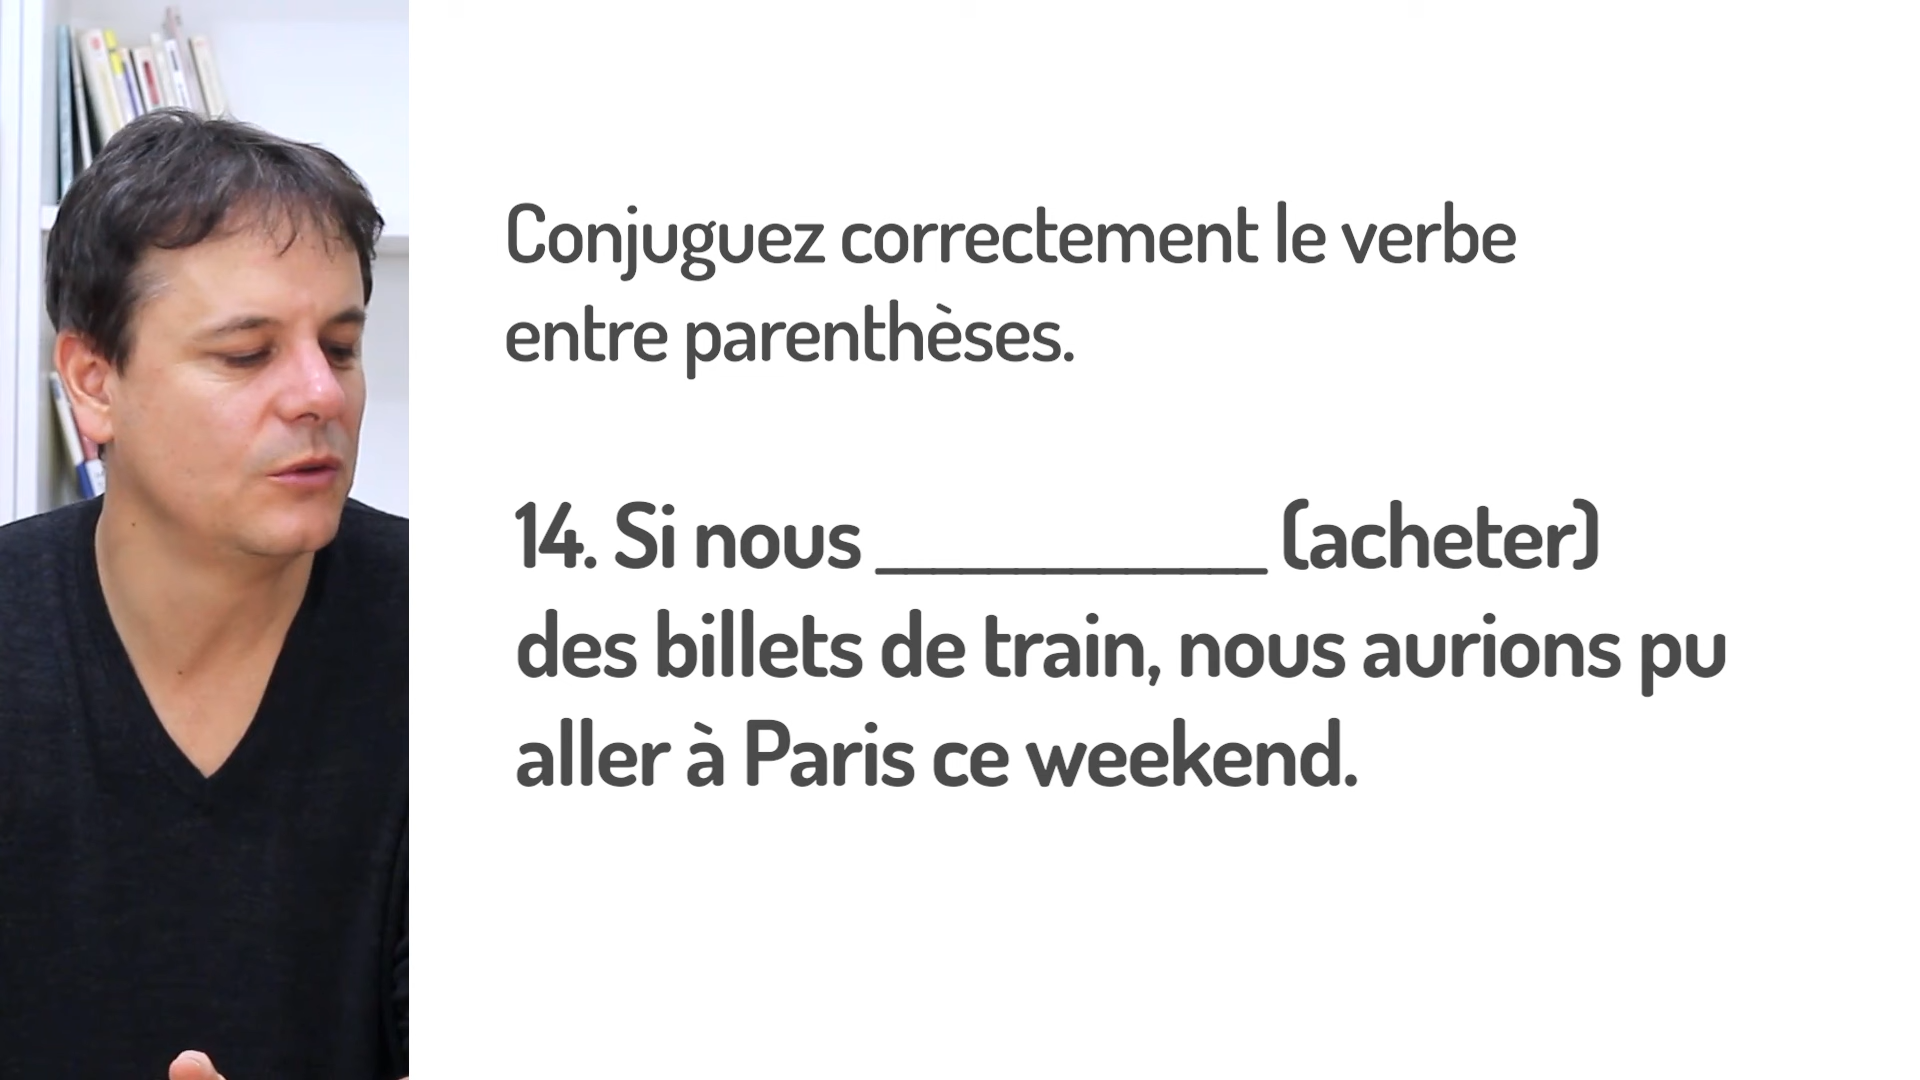 Conjuguez correctement le verbe
entre parenthèses.
14. Si nous ______________ (acheter)
des billets de train, nous aurions pu
aller à Paris ce weekend.